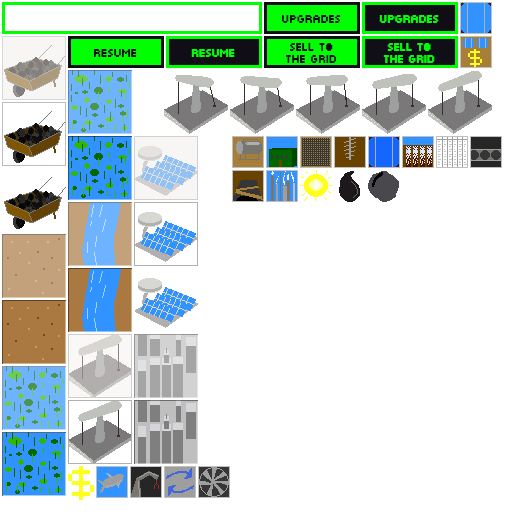 UPGRADES
UPGRADES
RESUME
RESUME
SELL TO
THE GRID
SELL TO
THE GRID
$
$